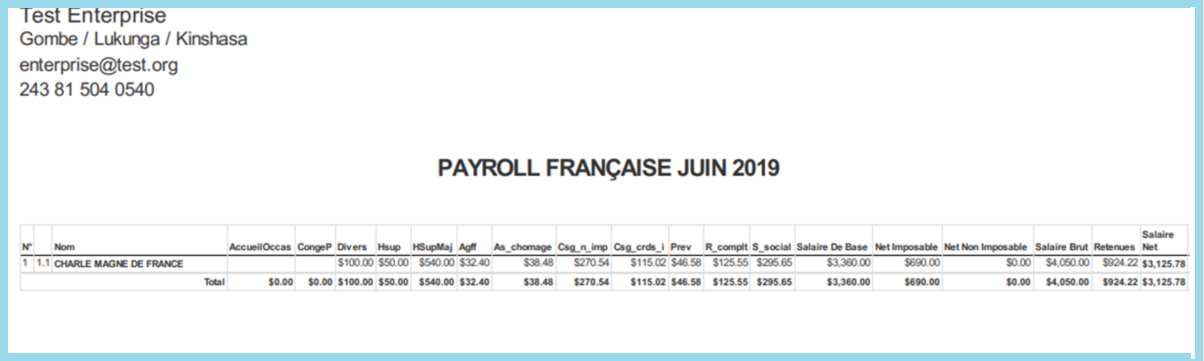 Test Enterprise
Gombe / Lukunga / Kinshasa
enterprise@test.org
243 81 504 0540
PAYROLL FRANÇAISE JUIN 2019
N° Nom AccueilOccas CongeP Divers Hsup HSupMaj Agff As_chomage Csg_n_imp Csg_crds_i Prev R_complt S_social Salaire De Base Net Imposable Net Non Imposable Salaire Brut Retenues Salaire Net
1 1.1 CHARLE MAGNE DE FRANCE $100.00 $50.00 $540.00 $32.40 $38.48 $270.54 $115.02 $46.58 $125.55 $295.65 $3,360.00 $690.00 $0.00 $4,050.00 $924.22 $3,125.78
Total $0.00 $0.00 $100.00 $50.00 $540.00 $32.40 $38.48 $270.54 $115.02 $46.58 $125.55 $295.65 $3,360.00 $690.00 $0.00 $4,050.00 $924.22 $3,125.78